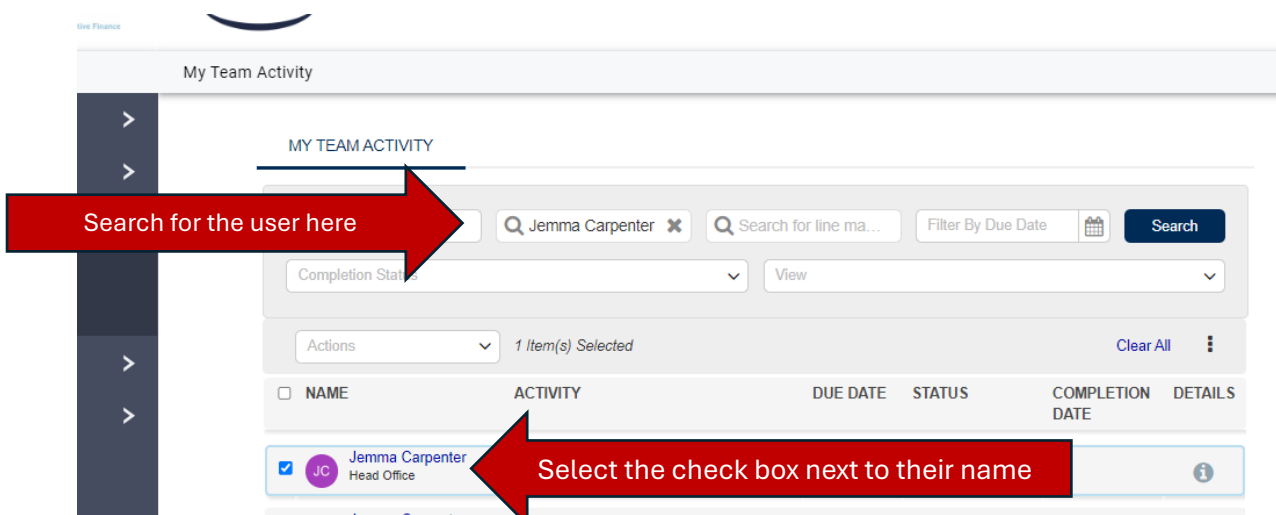 tive Finance
My Team Activity
MY TEAM ACTIVITY
Search for the user here
Jemma Carpenter
Search for line ma...
Filter By Due Date
Search
Completion Status
View
Actions
1 Item(s) Selected
Clear All
NAME ACTIVITY DUE DATE STATUS COMPLETION DATE DETAILS
JC
Jemma Carpenter
Head Office
Select the check box next to their name